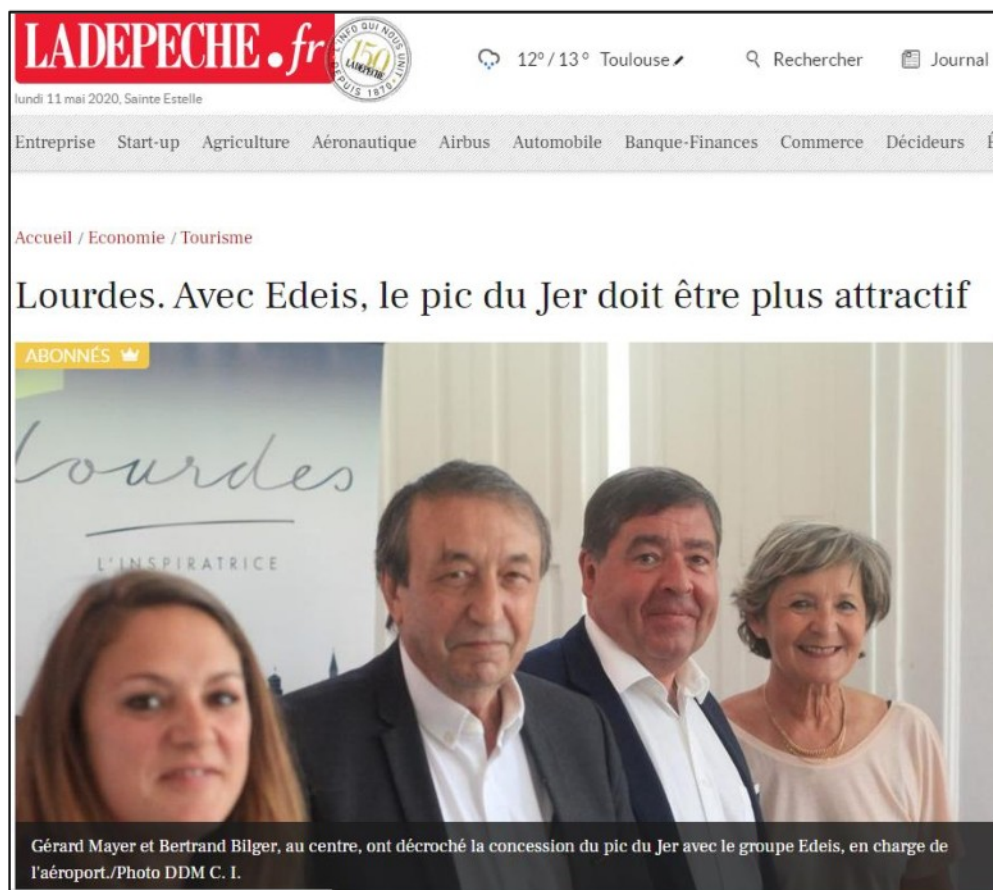 LADEPECHE.fr
L'INFO QUI NOUS UNIT
150
LADEPECHE
DEPUIS 1870
12° / 13° Toulouse
Rechercher
Journal
lundi 11 mai 2020, Sainte Estelle
Entreprise Start-up Agriculture Aéronautique Airbus Automobile Banque-Finances Commerce Décideurs
Accueil / Economie / Tourisme
Lourdes. Avec Edeis, le pic du Jer doit être plus attractif
ABONNÉS
Lourdes
L'INSPIRATRICE
Gérard Mayer et Bertrand Bilger, au centre, ont décroché la concession du pic du Jer avec le groupe Edeis, en charge de
l'aéroport./Photo DDM C. I.